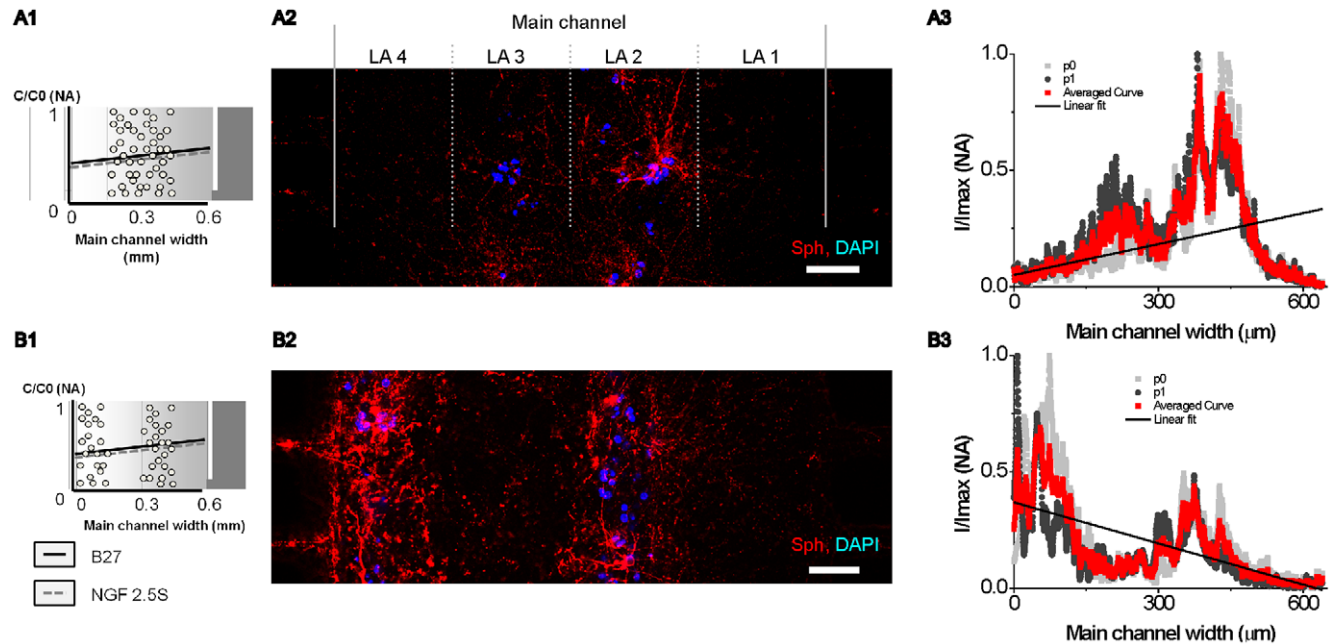 A1
C/C0 (NA)
1
0
0 0.3 0.6
Main channel width
(mm)
A2
Main channel
LA 4 LA 3 LA 2 LA 1
Sph, DAPI
A3
1.0
0.5
0.0
I/Imax (NA)
p0
p1
Averaged Curve
Linear fit
0 300 600
Main channel width (μm)
B1
C/C0 (NA)
1
0
0 0.3 0.6
Main channel width (mm)
B27
NGF 2.5S
B2
Sph, DAPI
B3
1.0
0.5
0.0
I/Imax (NA)
p0
p1
Averaged Curve
Linear fit
0 300 600
Main channel width (μm)